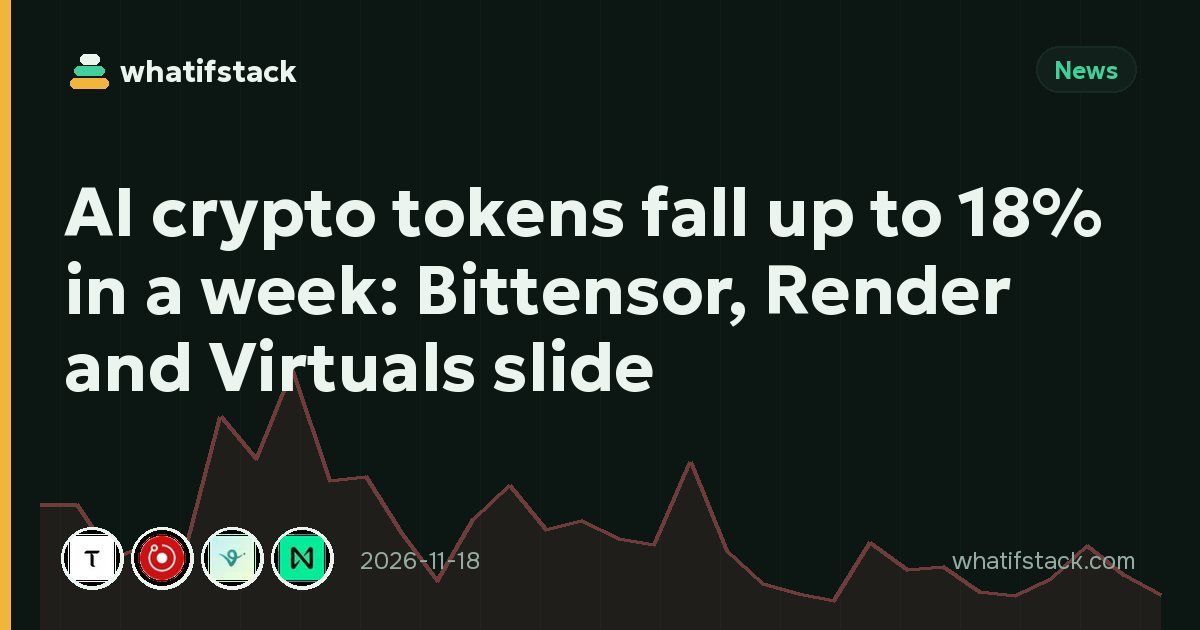 whatifstack
News
AI crypto tokens fall up to 18%
in a week: Bittensor, Render
and Virtuals slide
τ
2026-11-18
whatifstack.com